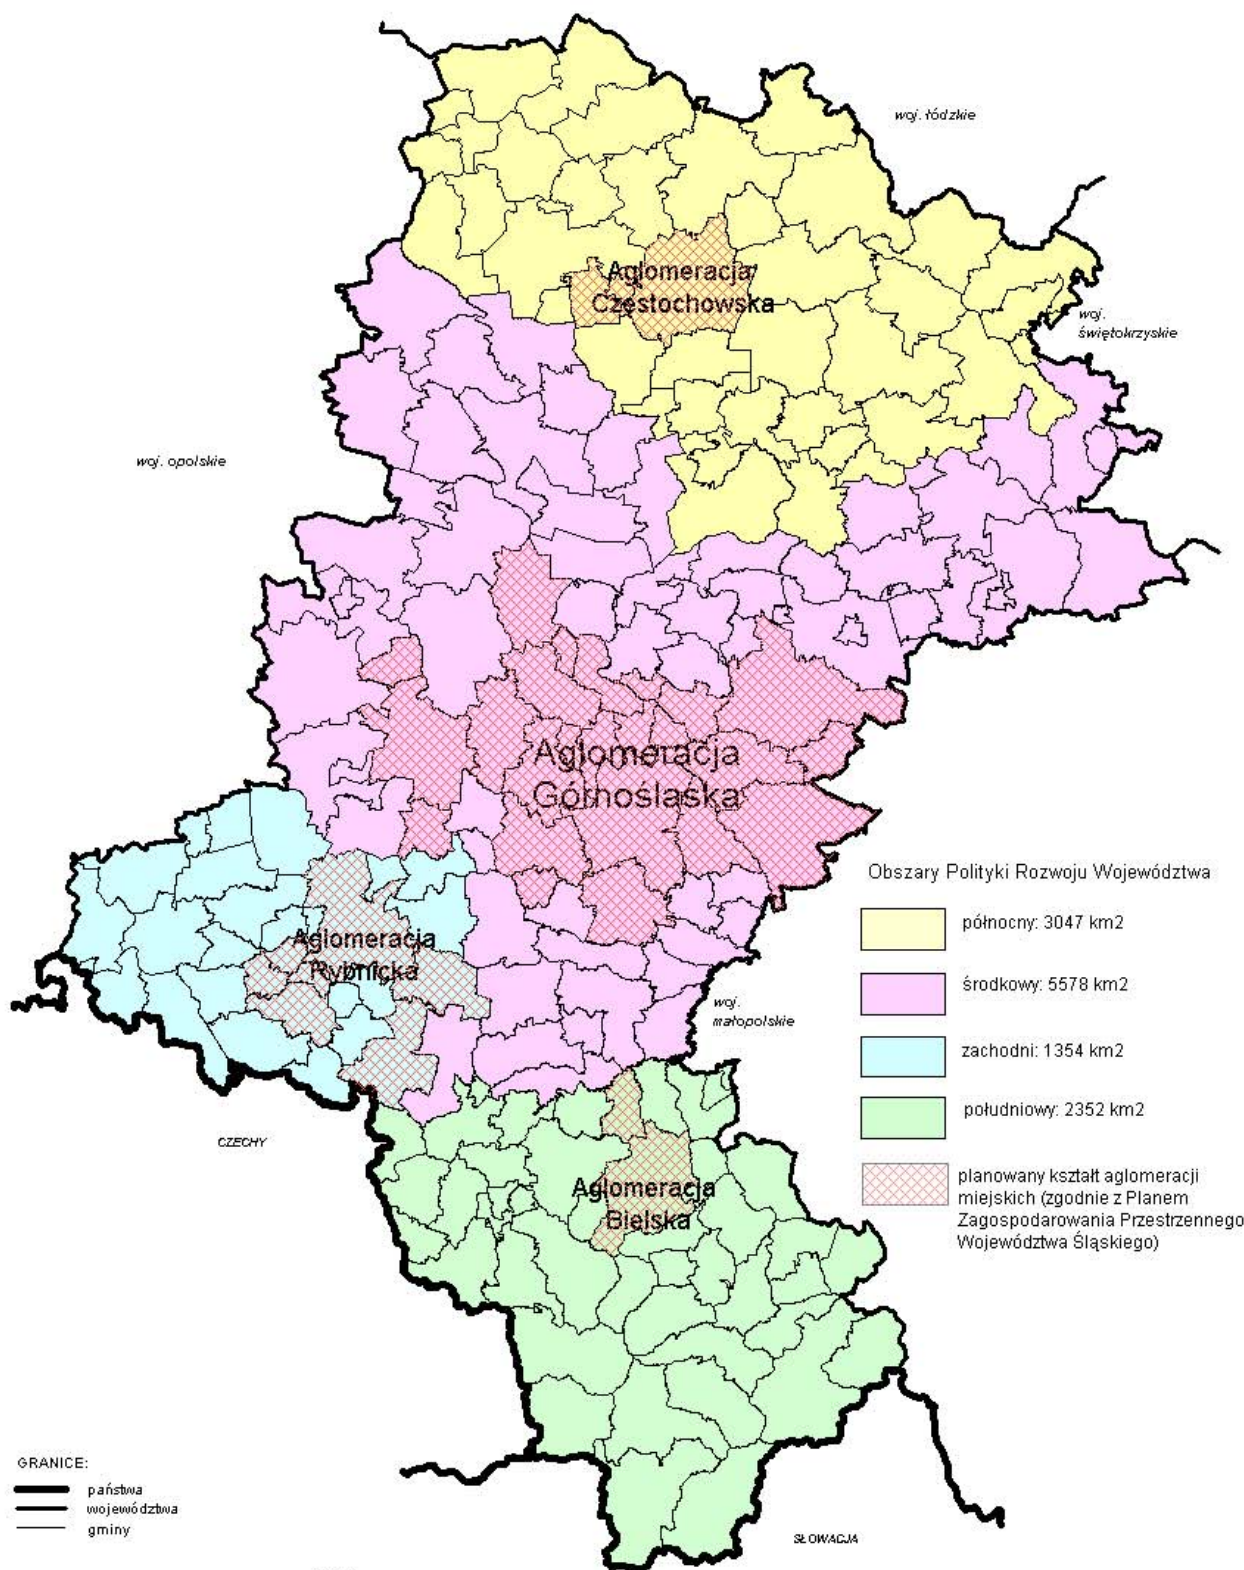 woj. łódzkie
Aglomeracja
Częstochowska
woj.
świętokrzyskie
woj. opolskie
Aglomeracja
Górnośląska
Obszary Polityki Rozwoju Województwa
północny: 3047 km2
środkowy: 5578 km2
zachodni: 1354 km2
południowy: 2352 km2
planowany kształt aglomeracji
miejskich (zgodnie z Planem
Zagospodarowania Przestrzennego
Województwa Śląskiego)
Aglomeracja
Rybnicka
woj.
małopolskie
CZECHY
Aglomeracja
Bielska
GRANICE:
państwa
województwa
gminy
SŁOWACJA